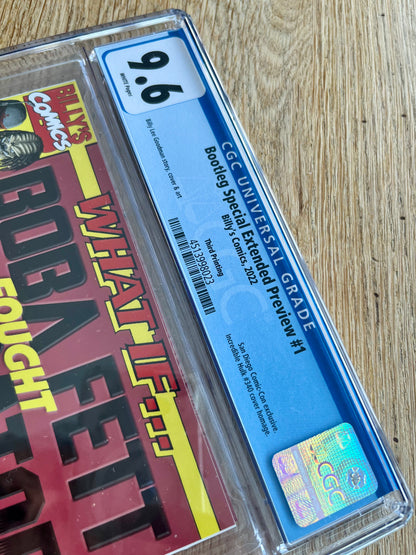 9.6
WHITE Pages
Billy Lee Goodman story, cover & art
CGC UNIVERSAL GRADE
Bootleg Special Extended Preview #1
Billy's Comics, 2022
Third Printing
4513998023
San Diego Comic-Con exclusive.
Incredible Hulk #340 cover homage.
CGC
BILLY'S
COMICS
WHAT IF...
BOBA FETT
FOUGHT